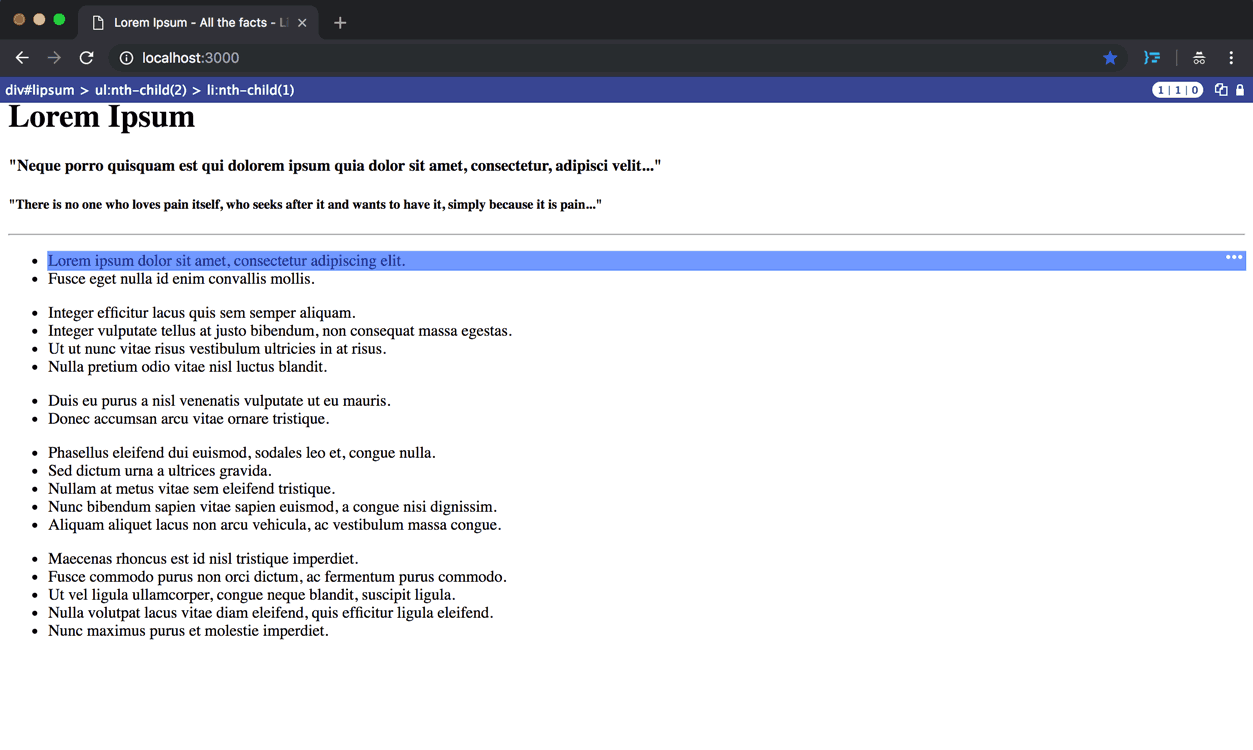 Lorem Ipsum - All the facts - Li
localhost:3000
div#lipsum > ul:nth-child(2) > li:nth-child(1)
1 | 1 | 0
Lorem Ipsum
"Neque porro quisquam est qui dolorem ipsum quia dolor sit amet, consectetur, adipisci velit..."
"There is no one who loves pain itself, who seeks after it and wants to have it, simply because it is pain..."
Lorem ipsum dolor sit amet, consectetur adipiscing elit.
Fusce eget nulla id enim convallis mollis.
Integer efficitur lacus quis sem semper aliquam.
Integer vulputate tellus at justo bibendum, non consequat massa egestas.
Ut ut nunc vitae risus vestibulum ultricies in at risus.
Nulla pretium odio vitae nisl luctus blandit.
Duis eu purus a nisl venenatis vulputate ut eu mauris.
Donec accumsan arcu vitae ornare tristique.
Phasellus eleifend dui euismod, sodales leo et, congue nulla.
Sed dictum urna a ultrices gravida.
Nullam at metus vitae sem eleifend tristique.
Nunc bibendum sapien vitae sapien euismod, a congue nisi dignissim.
Aliquam aliquet lacus non arcu vehicula, ac vestibulum massa congue.
Maecenas rhoncus est id nisl tristique imperdiet.
Fusce commodo purus non orci dictum, ac fermentum purus commodo.
Ut vel ligula ullamcorper, congue neque blandit, suscipit ligula.
Nulla volutpat lacus vitae diam eleifend, quis efficitur ligula eleifend.
Nunc maximus purus et molestie imperdiet.